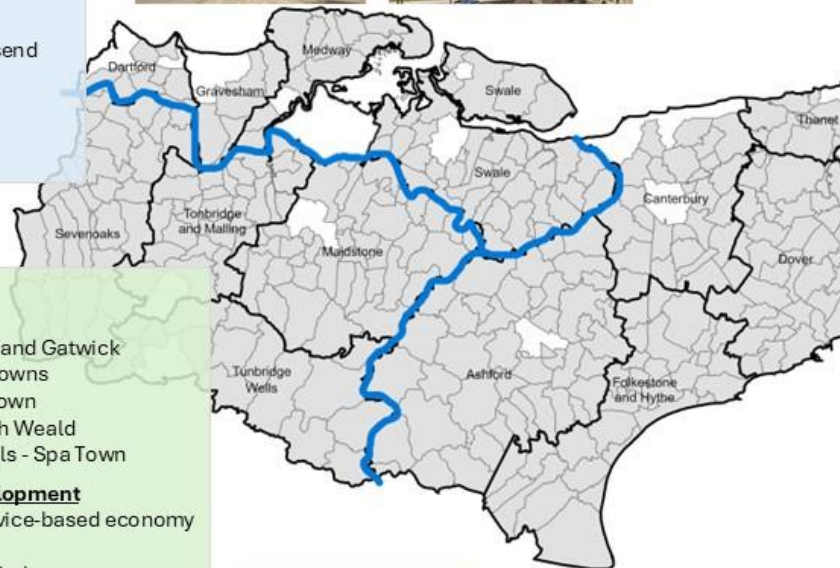 send
Medway
Dartford
Gravesham
Swale
Thanet
Swale
Canterbury
Sevenoaks
Tonbridge
and Malling
Maidstone
Dover
and Gatwick
owns
own
h Weald
ls - Spa Town
lopment
vice-based economy
Tunbridge
Wells
Ashford
Folkestone
and Hythe